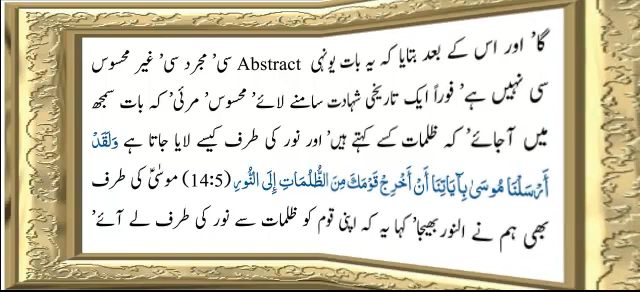 گا’ اور اس کے بعد بتایا کہ یہ بات یونہی Abstract سی’ مجرد سی’ غیر محسوس
سی نہیں ہے’ فوراً ایک تاریخی شہادت سامنے لائے’ محسوس’ مرئی’ کہ بات سمجھ
میں آ جائے’ کہ ظلمات کسے کہتے ہیں’ اور نور کی طرف کیسے لایا جاتا ہے وَلَقَدْ
أَرْسَلْنَا مُوسَىٰ بِآيَاتِنَا أَنْ أَخْرِجْ قَوْمَكَ مِنَ الظُّلُمَاتِ إِلَى النُّورِ (14:5) موسٰیؑ کی طرف
بھی ہم نے النور بھیجا’ کہا یہ کہ اپنی قوم کو ظلمات سے نور کی طرف لے آئے’